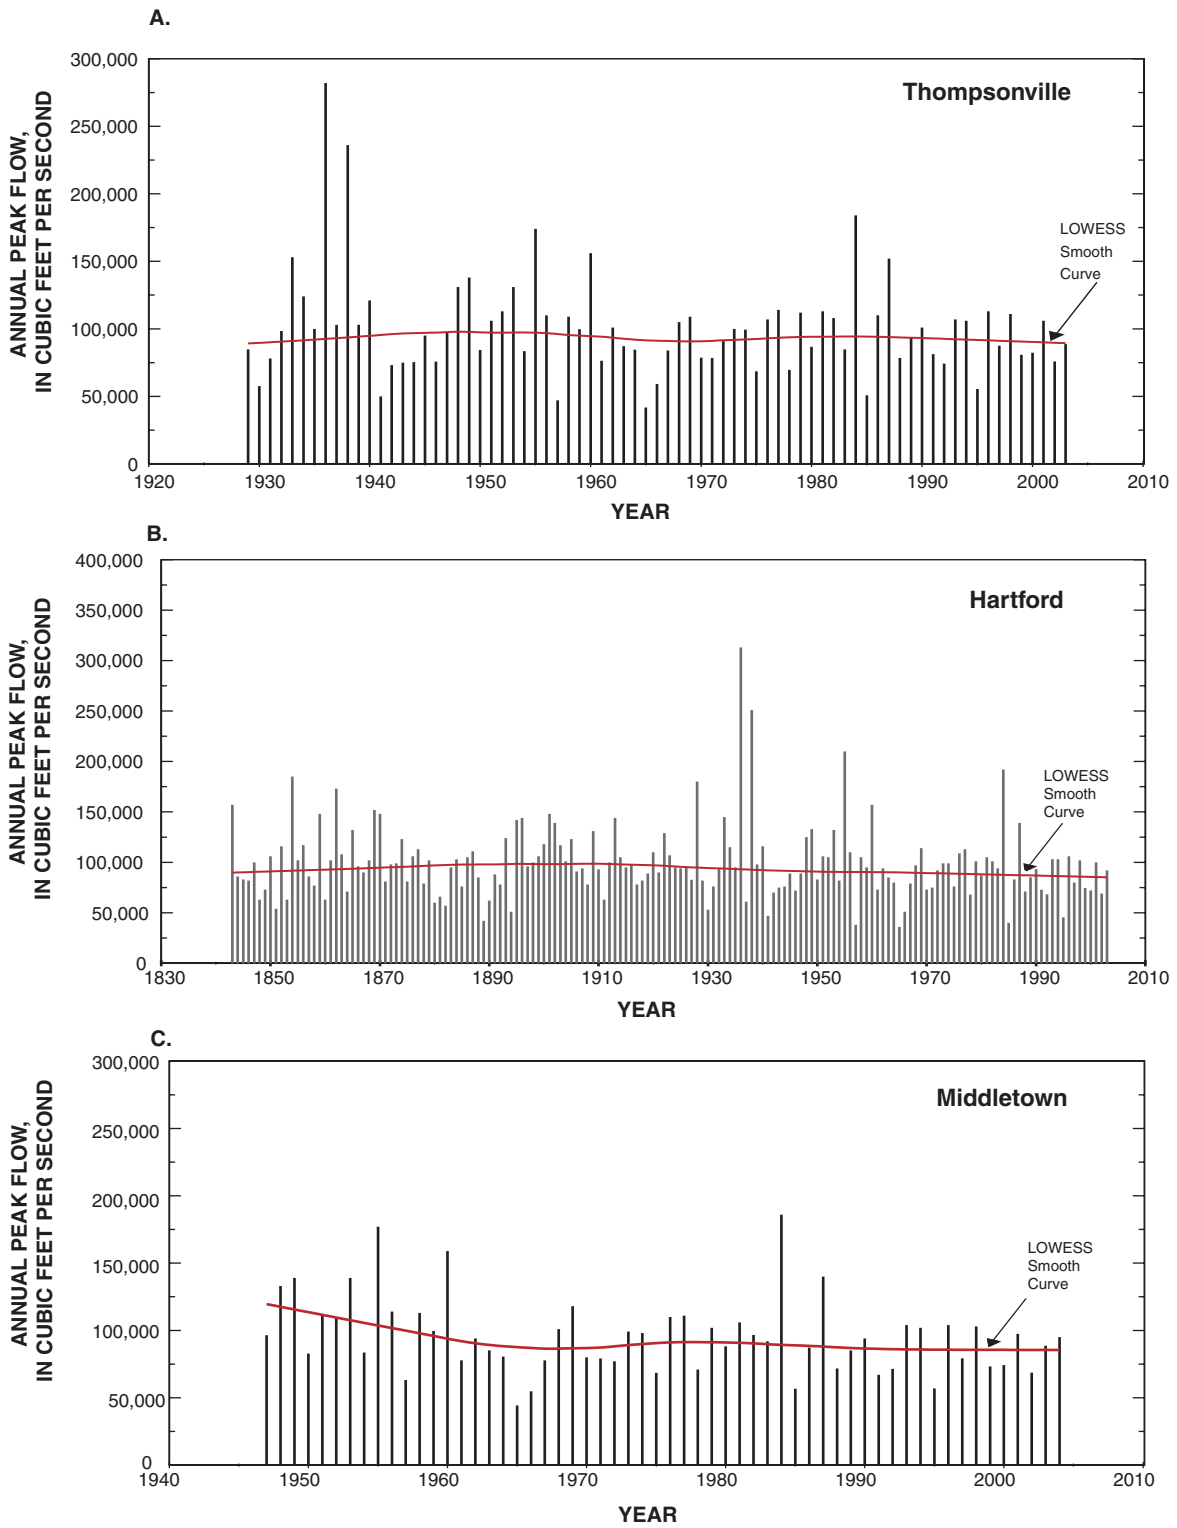 A.
ANNUAL PEAK FLOW,
IN CUBIC FEET PER SECOND
300,000
250,000
200,000
150,000
100,000
50,000
0
Thompsonville
LOWESS
Smooth
Curve
1920 1930 1940 1950 1960 1970 1980 1990 2000 2010
YEAR
B.
ANNUAL PEAK FLOW,
IN CUBIC FEET PER SECOND
400,000
350,000
300,000
250,000
200,000
150,000
100,000
50,000
0
Hartford
LOWESS
Smooth
Curve
1830 1850 1870 1890 1910 1930 1950 1970 1990 2010
YEAR
C.
ANNUAL PEAK FLOW,
IN CUBIC FEET PER SECOND
300,000
250,000
200,000
150,000
100,000
50,000
0
Middletown
LOWESS
Smooth
Curve
1940 1950 1960 1970 1980 1990 2000 2010
YEAR